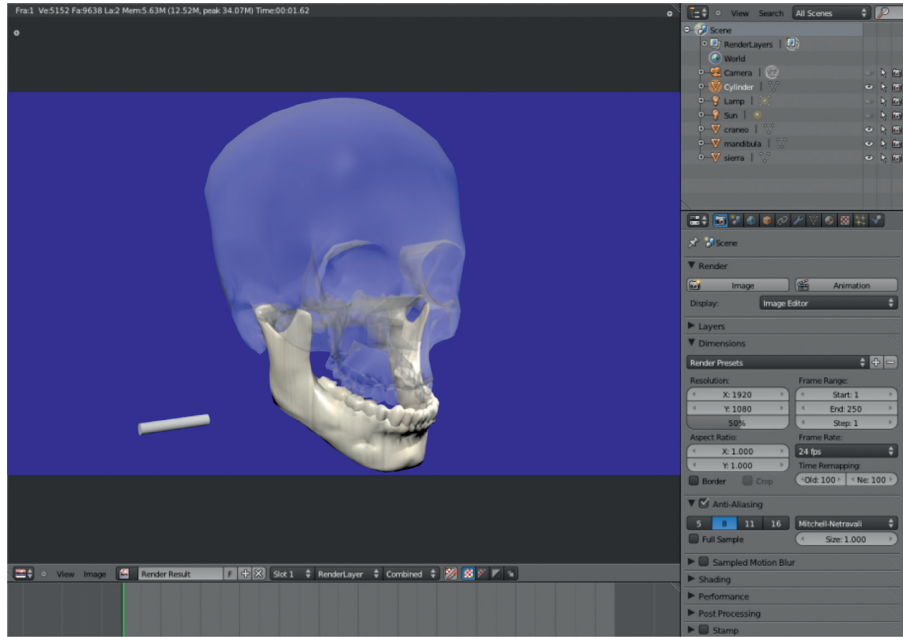 Fra:1 Ve:5152 Fa:9638 La:2 Mem:5.63M (12.52M, peak 34.07M) Time:00:01.62
View Search All Scenes
Scene
RenderLayers
World
Camera
Cylinder
Lamp
Sun
craneo
mandibula
sierra
Scene
Render
Image Animation
Display: Image Editor
Layers
Dimensions
Render Presets
Resolution: Frame Range:
X: 1920 Start: 1
Y: 1080 End: 250
50% Step: 1
Aspect Ratio: Frame Rate:
X: 1.000 24 fps
Y: 1.000 Time Remapping:
Border Crop Old: 100 Ne: 100
Anti-Aliasing
5 8 11 16 Mitchell-Netravali
Full Sample Size: 1.000
Sampled Motion Blur
Shading
Performance
Post Processing
Stamp
View Image Render Result F Slot 1 RenderLayer Combined